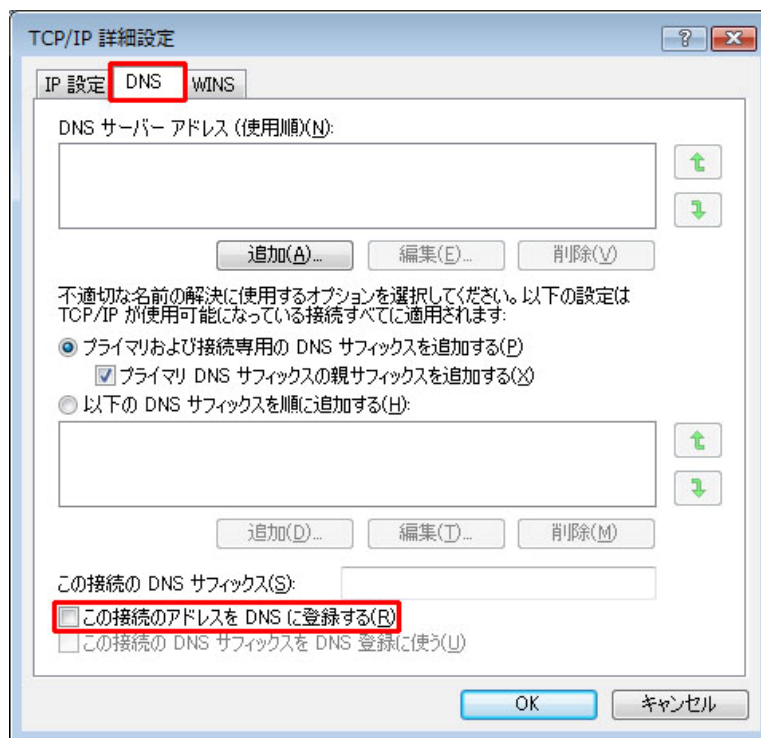 TCP/IP 詳細設定
IP 設定 DNS WINS
DNS サーバー アドレス (使用順)(N):
追加(A)... 編集(E)... 削除(V)
不適切な名前の解決に使用するオプションを選択してください。以下の設定は
TCP/IP が使用可能になっている接続すべてに適用されます:
プライマリおよび接続専用の DNS サフィックスを追加する(P)
プライマリ DNS サフィックスの親サフィックスを追加する(X)
以下の DNS サフィックスを順に追加する(H):
追加(D)... 編集(T)... 削除(M)
この接続の DNS サフィックス(S):
この接続のアドレスを DNS に登録する(R)
この接続の DNS サフィックスを DNS 登録に使う(U)
OK キャンセル